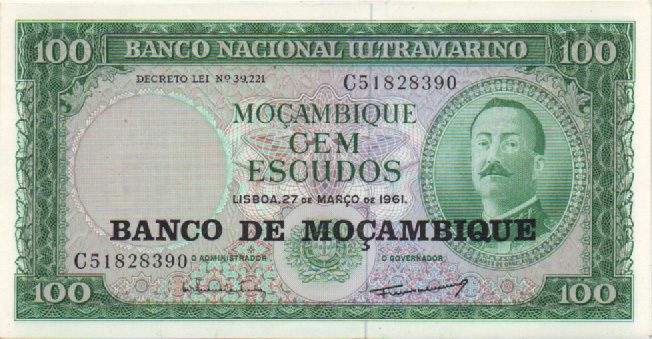 100 BANCO NACIONAL ULTRAMARINO 100
DECRETO LEI Nº 39,221 C51828390
MOÇAMBIQUE
CEM
ESCUDOS
LISBOA, 27 DE MARÇO DE 1961.
BANCO DE MOÇAMBIQUE
C51828390 O ADMINISTRADOR O GOVERNADOR
100 100